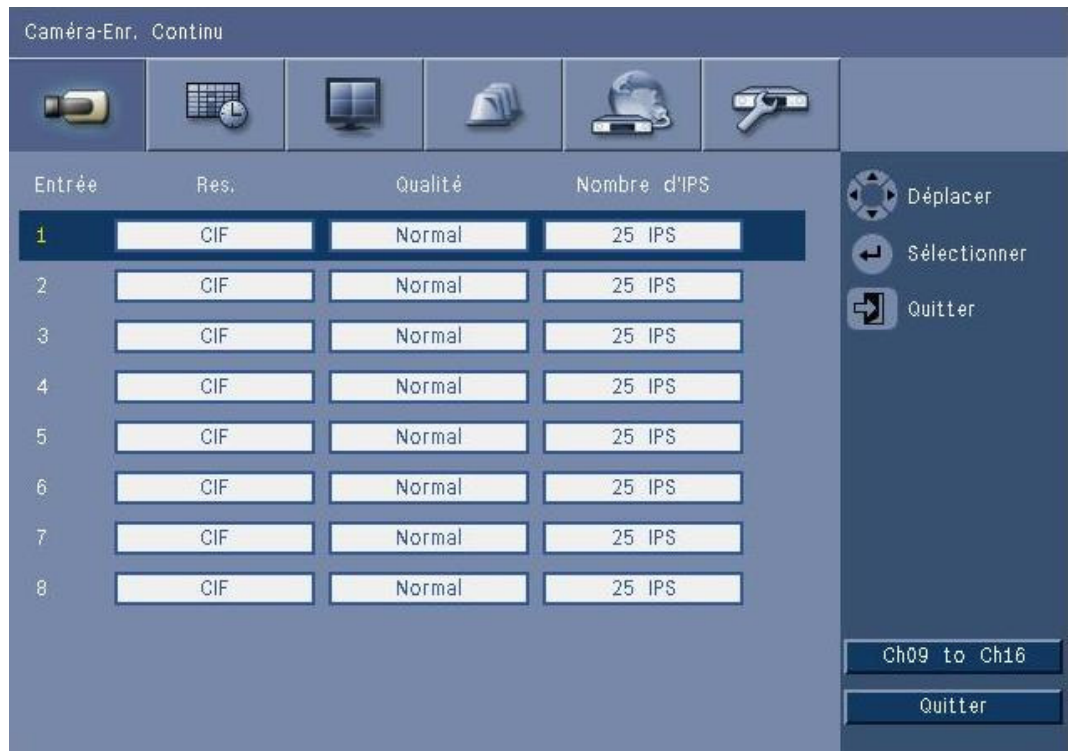 Caméra-Enr. Continu
Entrée Res. Qualité Nombre d'IPS
1 CIF Normal 25 IPS
2 CIF Normal 25 IPS
3 CIF Normal 25 IPS
4 CIF Normal 25 IPS
5 CIF Normal 25 IPS
6 CIF Normal 25 IPS
7 CIF Normal 25 IPS
8 CIF Normal 25 IPS
Déplacer
Sélectionner
Quitter
Ch09 to Ch16
Quitter